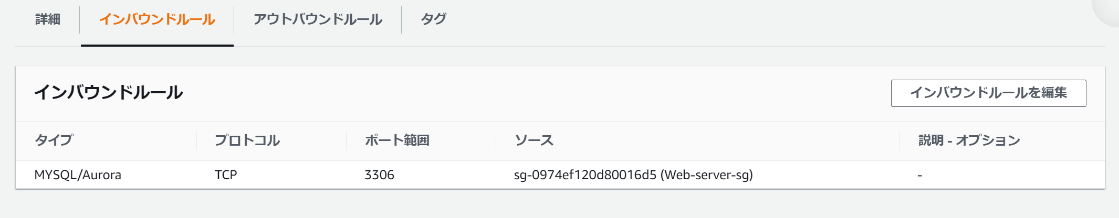 詳細 インバウンドルール アウトバウンドルール タグ
インバウンドルール インバウンドルールを編集
タイプ プロトコル ポート範囲 ソース 説明 - オプション
MYSQL/Aurora TCP 3306 sg-0974ef120d80016d5 (Web-server-sg) -